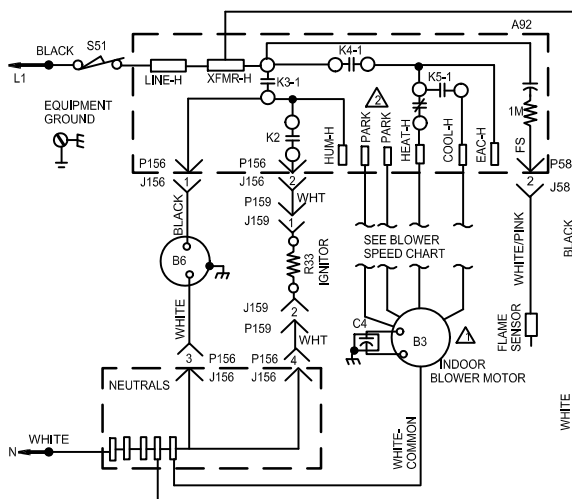 A92
BLACK
S51
K4-1
L1
LINE-H
XFMR-H
K3-1
K5-1
EQUIPMENT
GROUND
2
1M
K2
HUM-H
PARK
PARK
HEAT-H
COOL-H
EAC-H
FS
P156
P156
P58
J156
1
J156
2
2
J58
P159
WHT
BLACK
J159
1
WHITE/PINK
BLACK
SEE BLOWER
SPEED CHART
B6
R33
IGNITOR
WHITE
J159
2
C4
B3
1
FLAME
SENSOR
P159
WHT
INDOOR
BLOWER MOTOR
3
P156
P156
4
J156
J156
NEUTRALS
WHITE
N
WHITE
WHITE-
COMMON